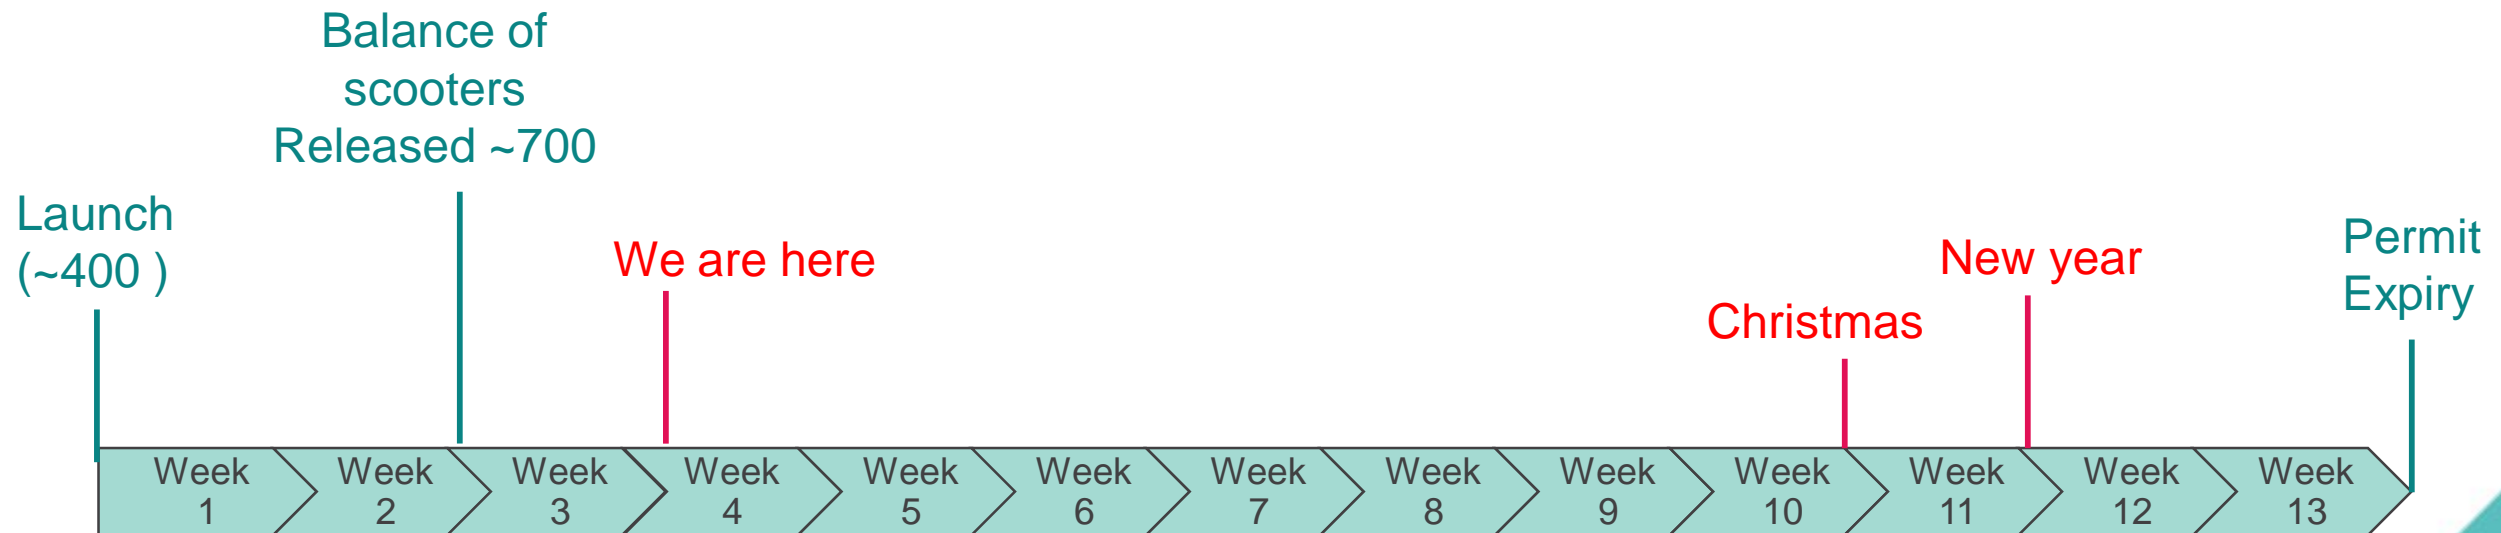 Balance of
scooters
Released ~700
Launch
(~400 )
We are here
New year
Christmas
Permit
Expiry
Week
1
Week
2
Week
3
Week
4
Week
5
Week
6
Week
7
Week
8
Week
9
Week
10
Week
11
Week
12
Week
13